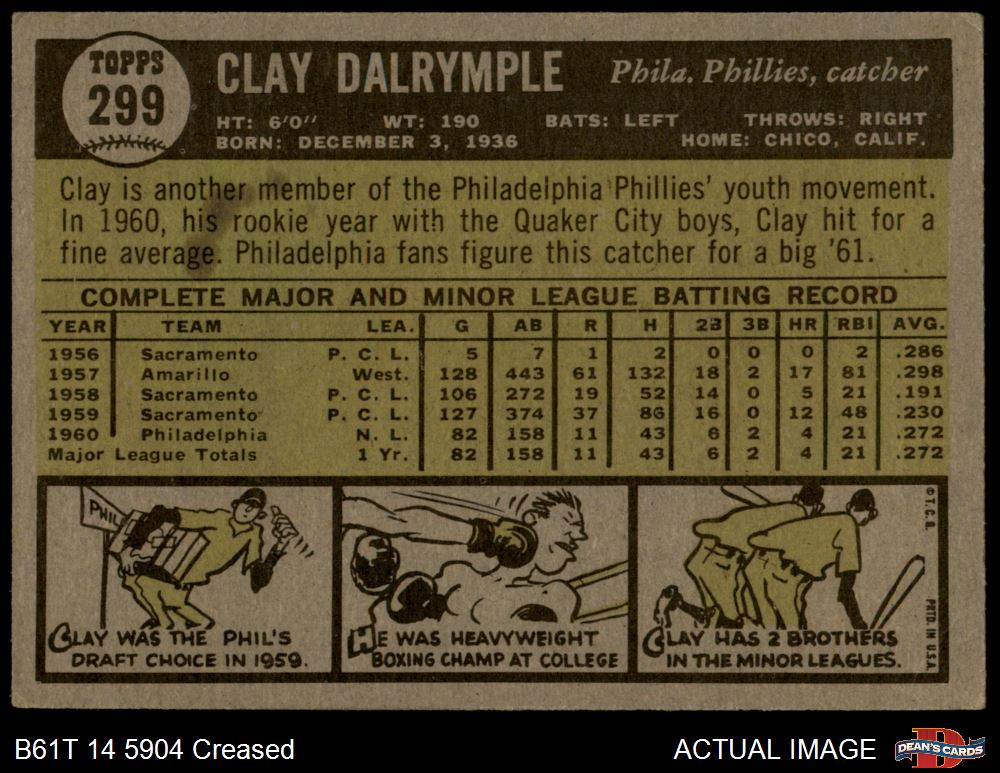 TOPPS
299
CLAY DALRYMPLE Phila. Phillies, catcher
HT: 6'0" WT: 190 BATS: LEFT THROWS: RIGHT
BORN: DECEMBER 3, 1936 HOME: CHICO, CALIF.
Clay is another member of the Philadelphia Phillies' youth movement.
In 1960, his rookie year with the Quaker City boys, Clay hit for a
fine average. Philadelphia fans figure this catcher for a big '61.
COMPLETE MAJOR AND MINOR LEAGUE BATTING RECORD
YEAR TEAM LEA. G AB R H 2B 3B HR RBI AVG.
1956 Sacramento P. C. L. 5 7 1 2 0 0 0 2 .286
1957 Amarillo West. 128 443 61 132 18 2 17 81 .298
1958 Sacramento P. C. L. 106 272 19 52 14 0 5 21 .191
1959 Sacramento P. C. L. 127 374 37 86 16 0 12 48 .230
1960 Philadelphia N. L. 82 158 11 43 6 2 4 21 .272
Major League Totals 1 Yr. 82 158 11 43 6 2 4 21 .272
PHIL
CLAY WAS THE PHIL'S
DRAFT CHOICE IN 1959.
HE WAS HEAVYWEIGHT
BOXING CHAMP AT COLLEGE
CLAY HAS 2 BROTHERS
IN THE MINOR LEAGUES.
© T. C. G. PRTD. IN U.S.A.
B61T 14 5904 Creased ACTUAL IMAGE
D
DEAN'S CARDS